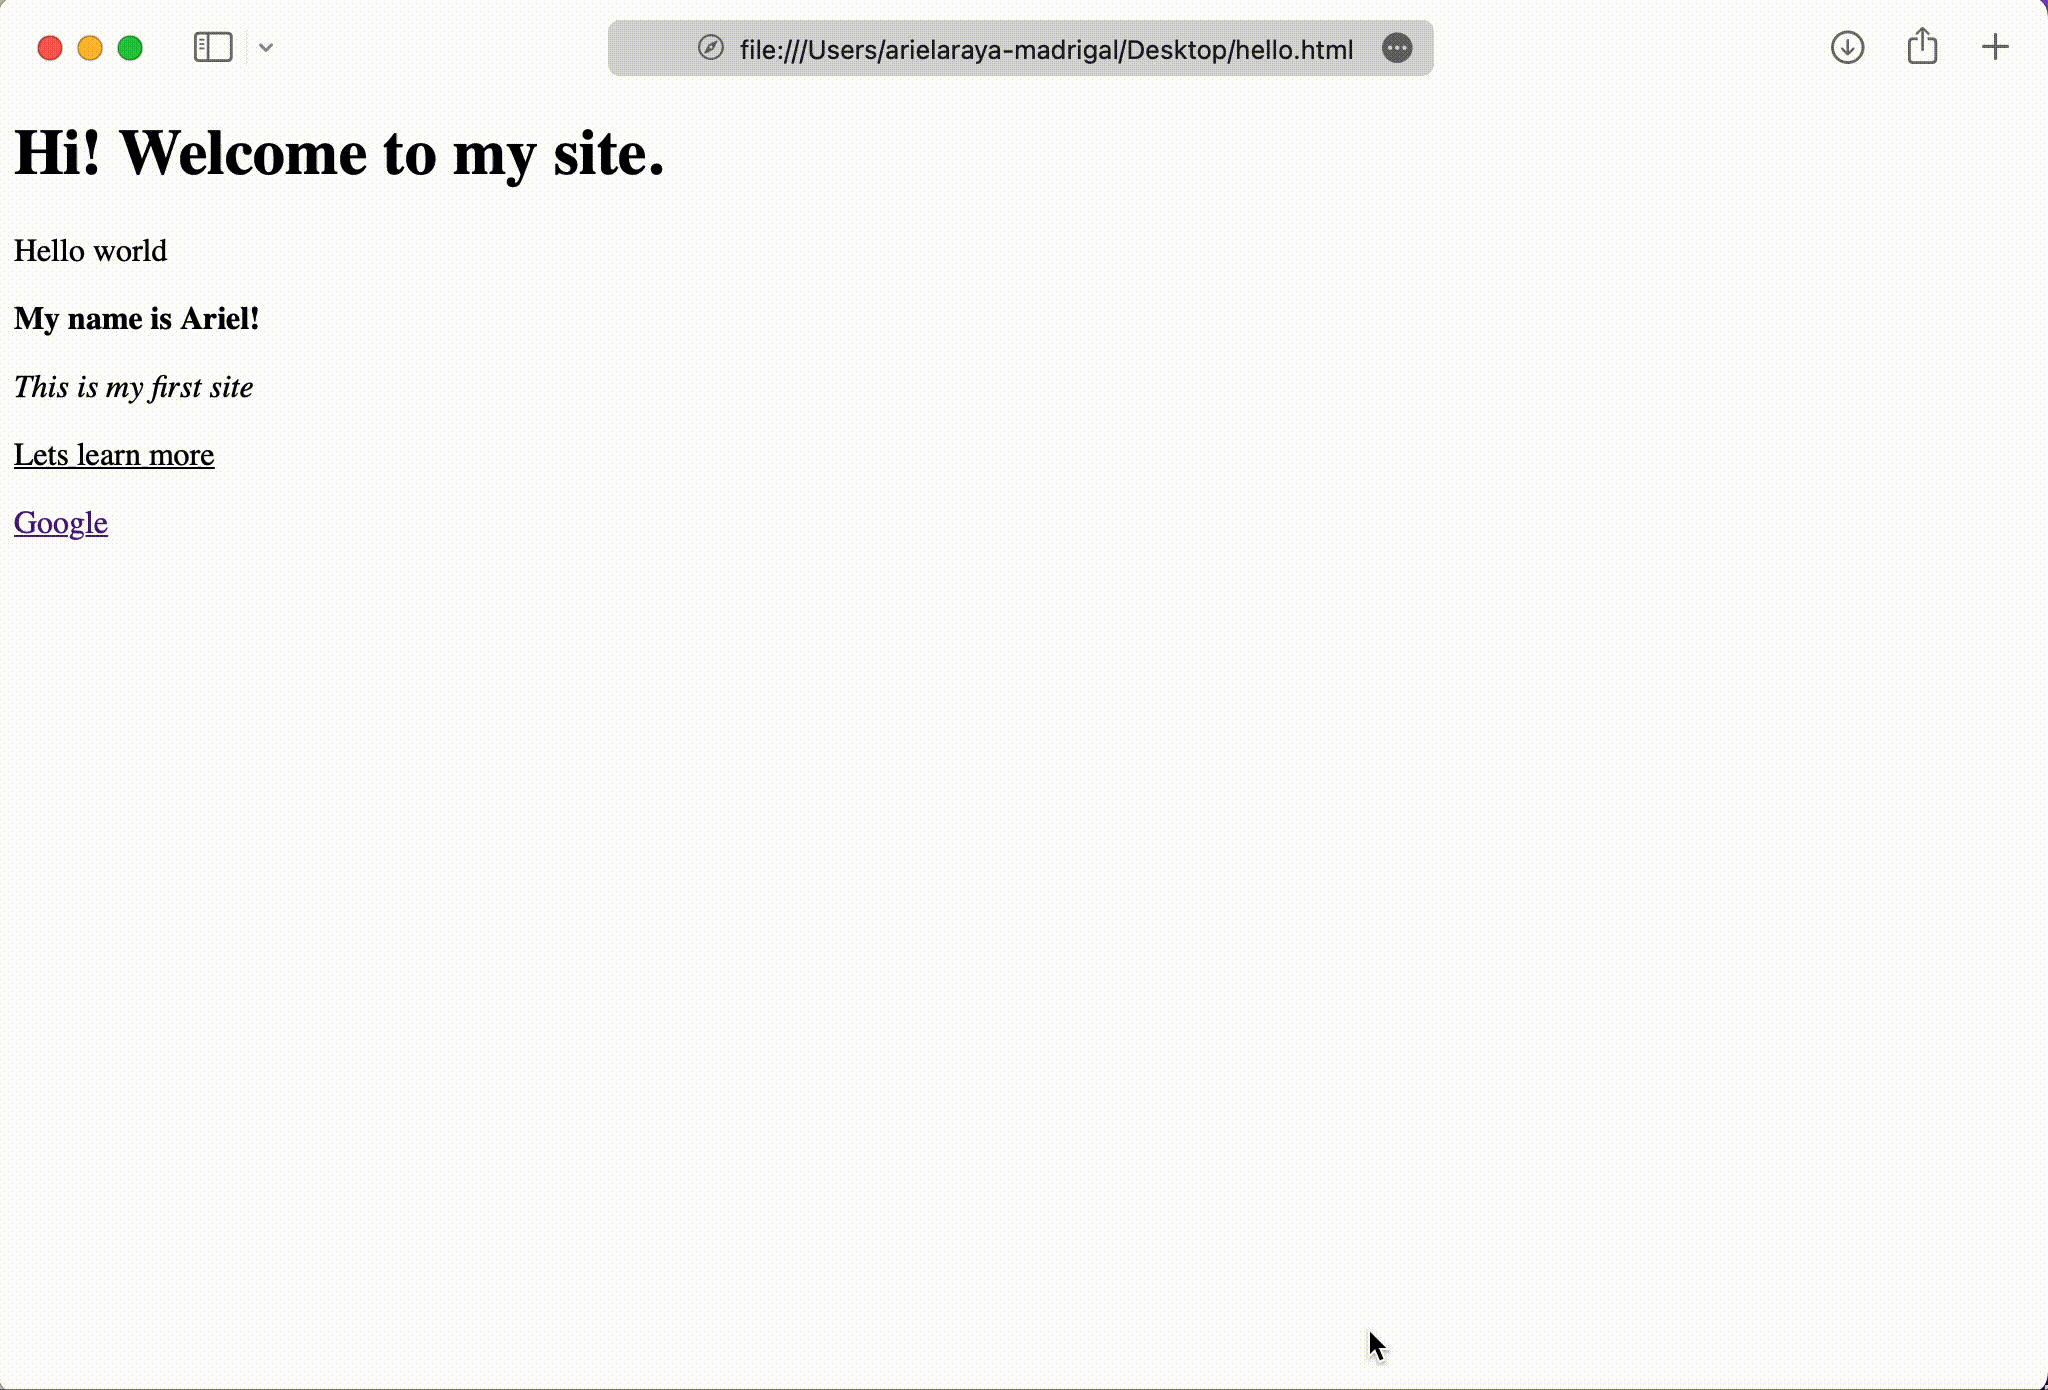 file:///Users/arielaraya-madrigal/Desktop/hello.html
Hi! Welcome to my site.
Hello world
My name is Ariel!
This is my first site
Lets learn more
Google